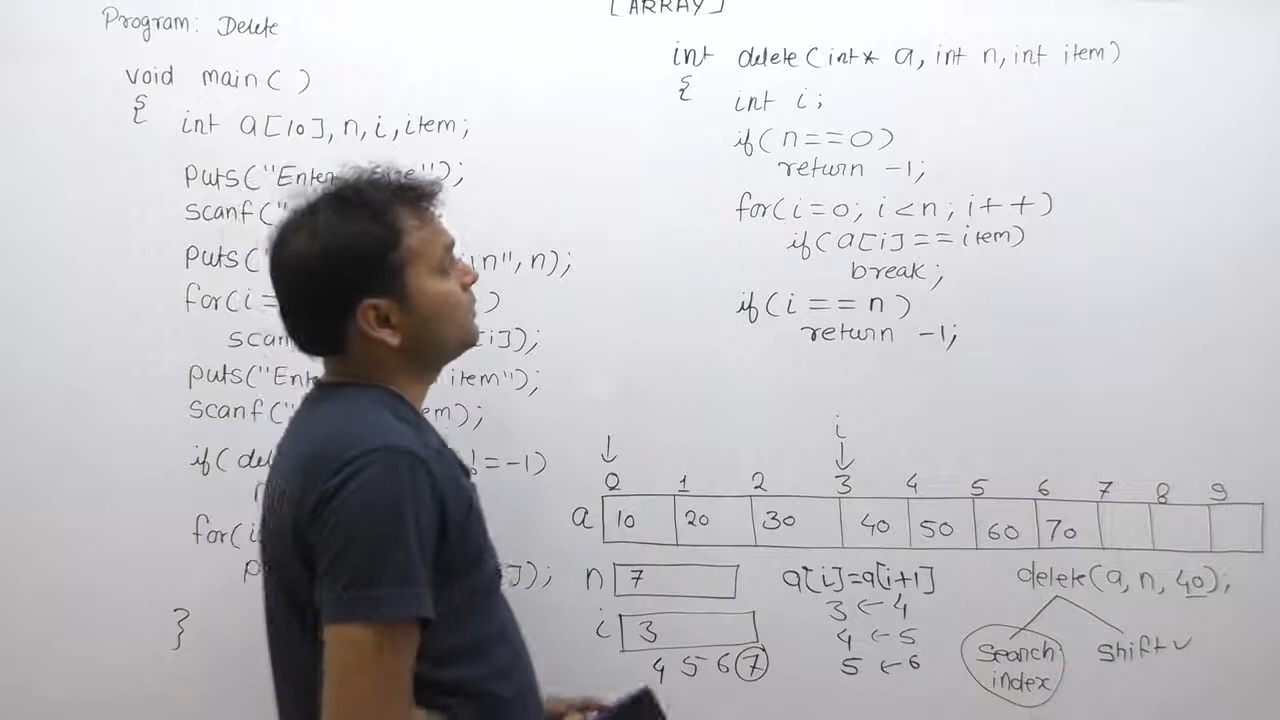 [ARRAY]
Program: Delete
void main( )
{
int a[10], n, i, item;
puts("Enter Size");
scanf("
puts(" \n", n);
for(i= )
scan [i]);
puts("Ent item");
scanf(" em);
if( del !=-1)
for(i
p ]);
}
int delete(int* a, int n, int item)
{
int i;
if(n==0)
return -1;
for(i=0; i<n; i++)
if(a[i]==item)
break;
if(i==n)
return -1;
i
0 1 2 3 4 5 6 7 8 9
a 10 20 30 40 50 60 70
n 7 a[i]=a[i+1] delete(a, n, 40);
3 ← 4
i 3 4 ← 5 Search shift ✓
4 5 6 7 5 ← 6 index